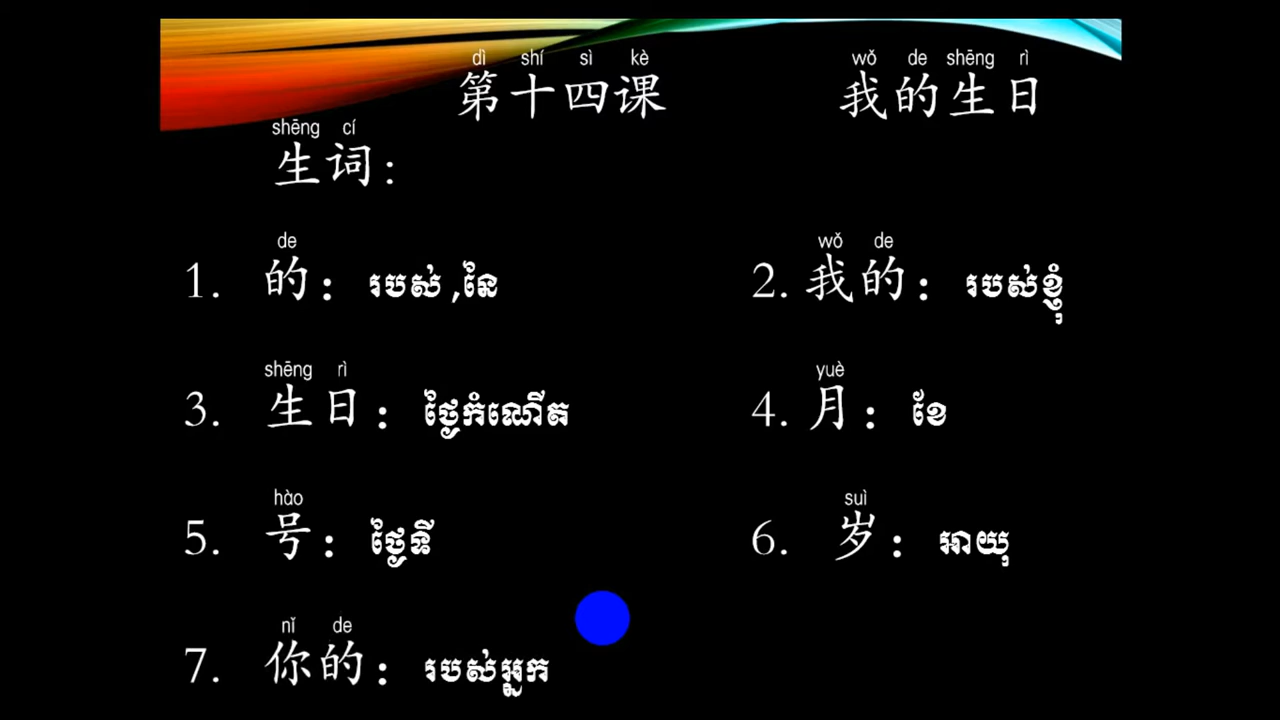 dì shí sì kè wǒ de shēng rì
第十四课 我的生日
shēng cí
生词：
de wǒ de
1. 的： របស់ ,នៃ 2. 我的： របស់ខ្ញុំ
shēng rì yuè
3. 生日： ថ្ងៃកំណើត 4. 月： ខែ
hào suì
5. 号： ថ្ងៃទី 6. 岁： អាយុ
nǐ de
7. 你的： របស់អ្នក